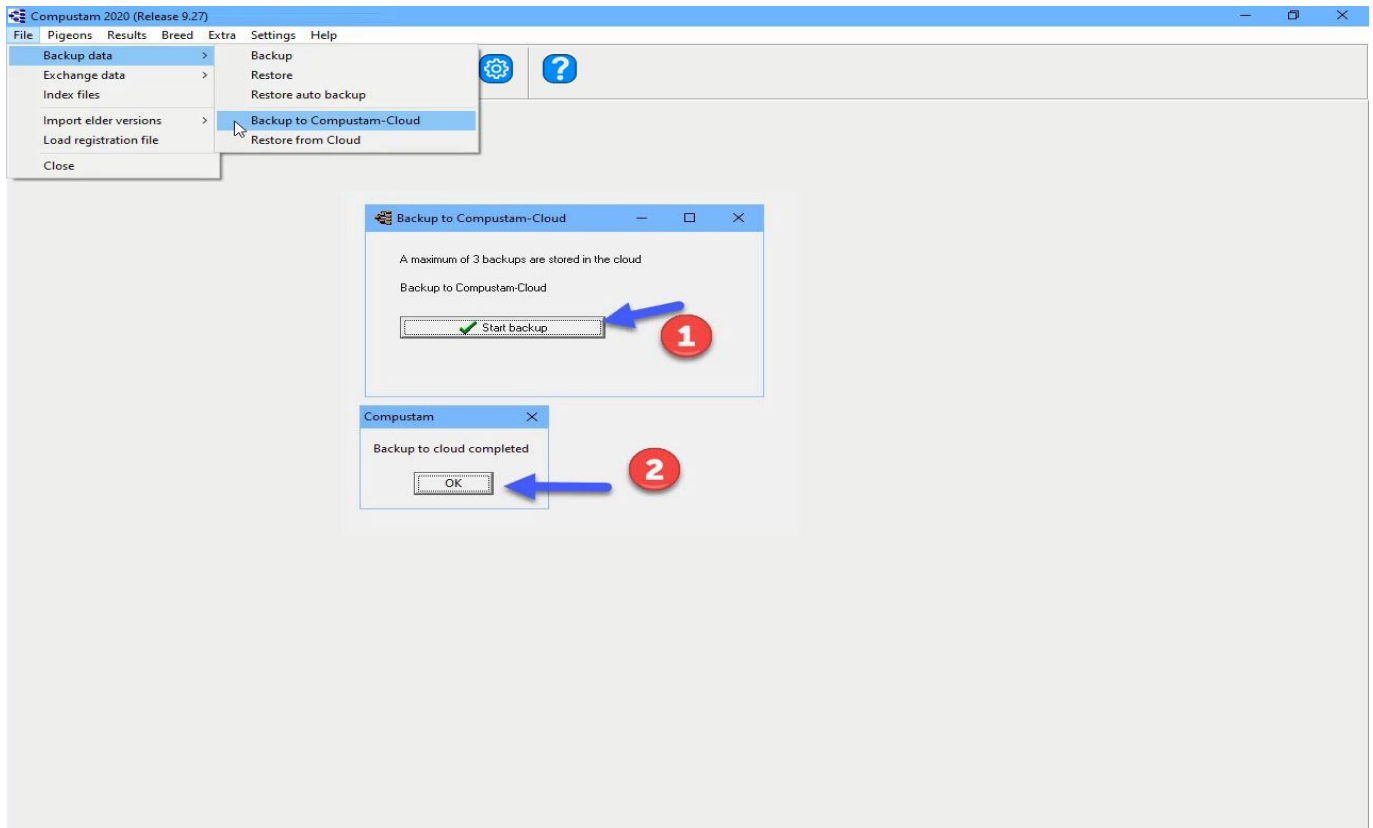 Compustam 2020 (Release 9.27)
File Pigeons Results Breed Extra Settings Help
Backup data
Exchange data
Index files
Import elder versions
Load registration file
Close
Backup
Restore
Restore auto backup
Backup to Compustam-Cloud
Restore from Cloud
?
Backup to Compustam-Cloud
A maximum of 3 backups are stored in the cloud
Backup to Compustam-Cloud
Start backup
1
Compustam
Backup to cloud completed
OK
2